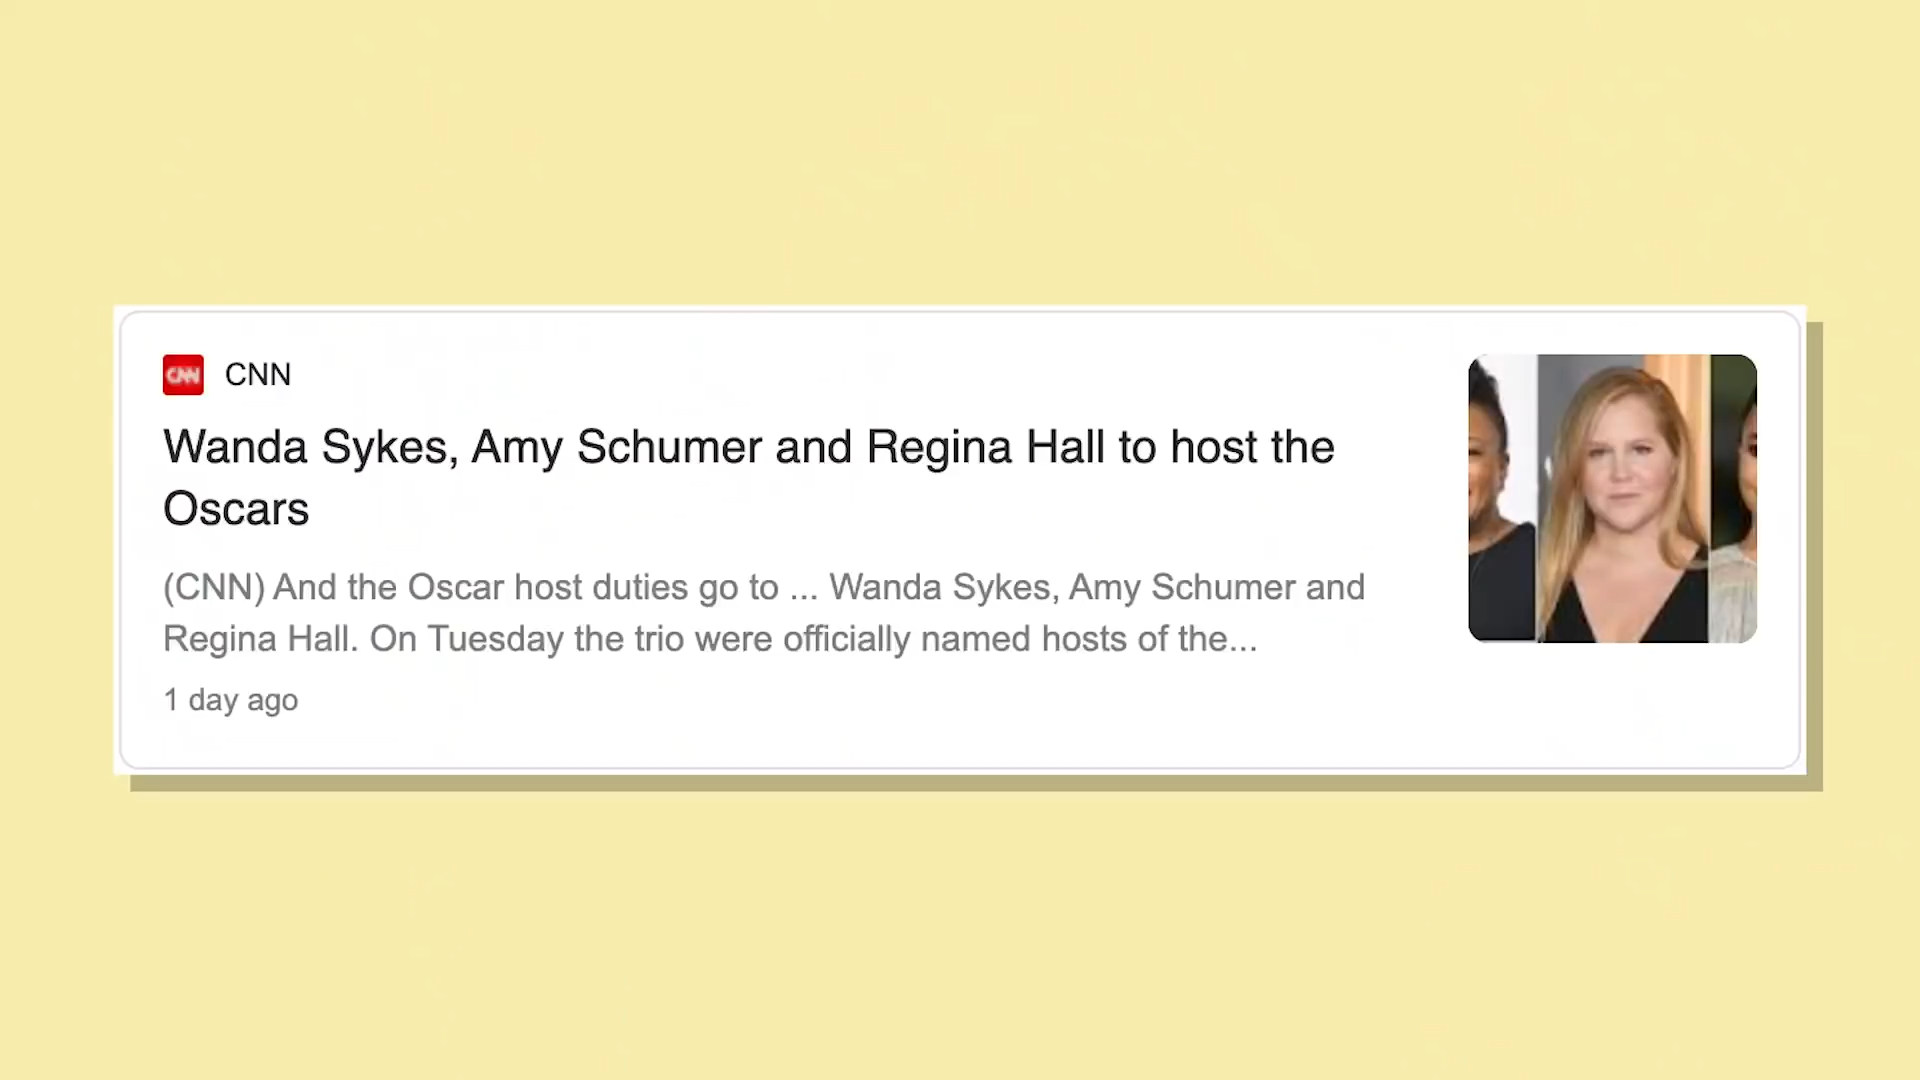 CNN CNN
Wanda Sykes, Amy Schumer and Regina Hall to host the
Oscars
(CNN) And the Oscar host duties go to ... Wanda Sykes, Amy Schumer and
Regina Hall. On Tuesday the trio were officially named hosts of the...
1 day ago